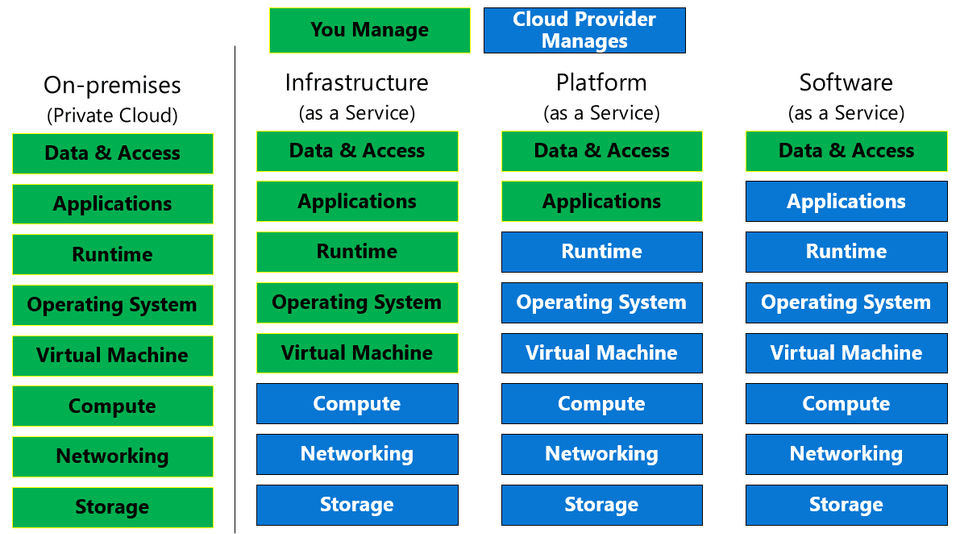 You Manage
Cloud Provider
Manages
On-premises
(Private Cloud)
Data & Access
Applications
Runtime
Operating System
Virtual Machine
Compute
Networking
Storage
Infrastructure
(as a Service)
Data & Access
Applications
Runtime
Operating System
Virtual Machine
Compute
Networking
Storage
Platform
(as a Service)
Data & Access
Applications
Runtime
Operating System
Virtual Machine
Compute
Networking
Storage
Software
(as a Service)
Data & Access
Applications
Runtime
Operating System
Virtual Machine
Compute
Networking
Storage